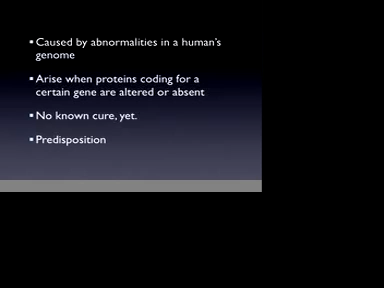 ▪ Caused by abnormalities in a human's
genome
▪ Arise when proteins coding for a
certain gene are altered or absent
▪ No known cure, yet.
▪ Predisposition